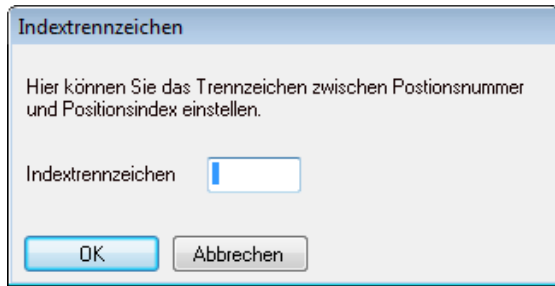 Indextrennzeichen
Hier können Sie das Trennzeichen zwischen Postionsnummer
und Positionsindex einstellen.
Indextrennzeichen
OK
Abbrechen